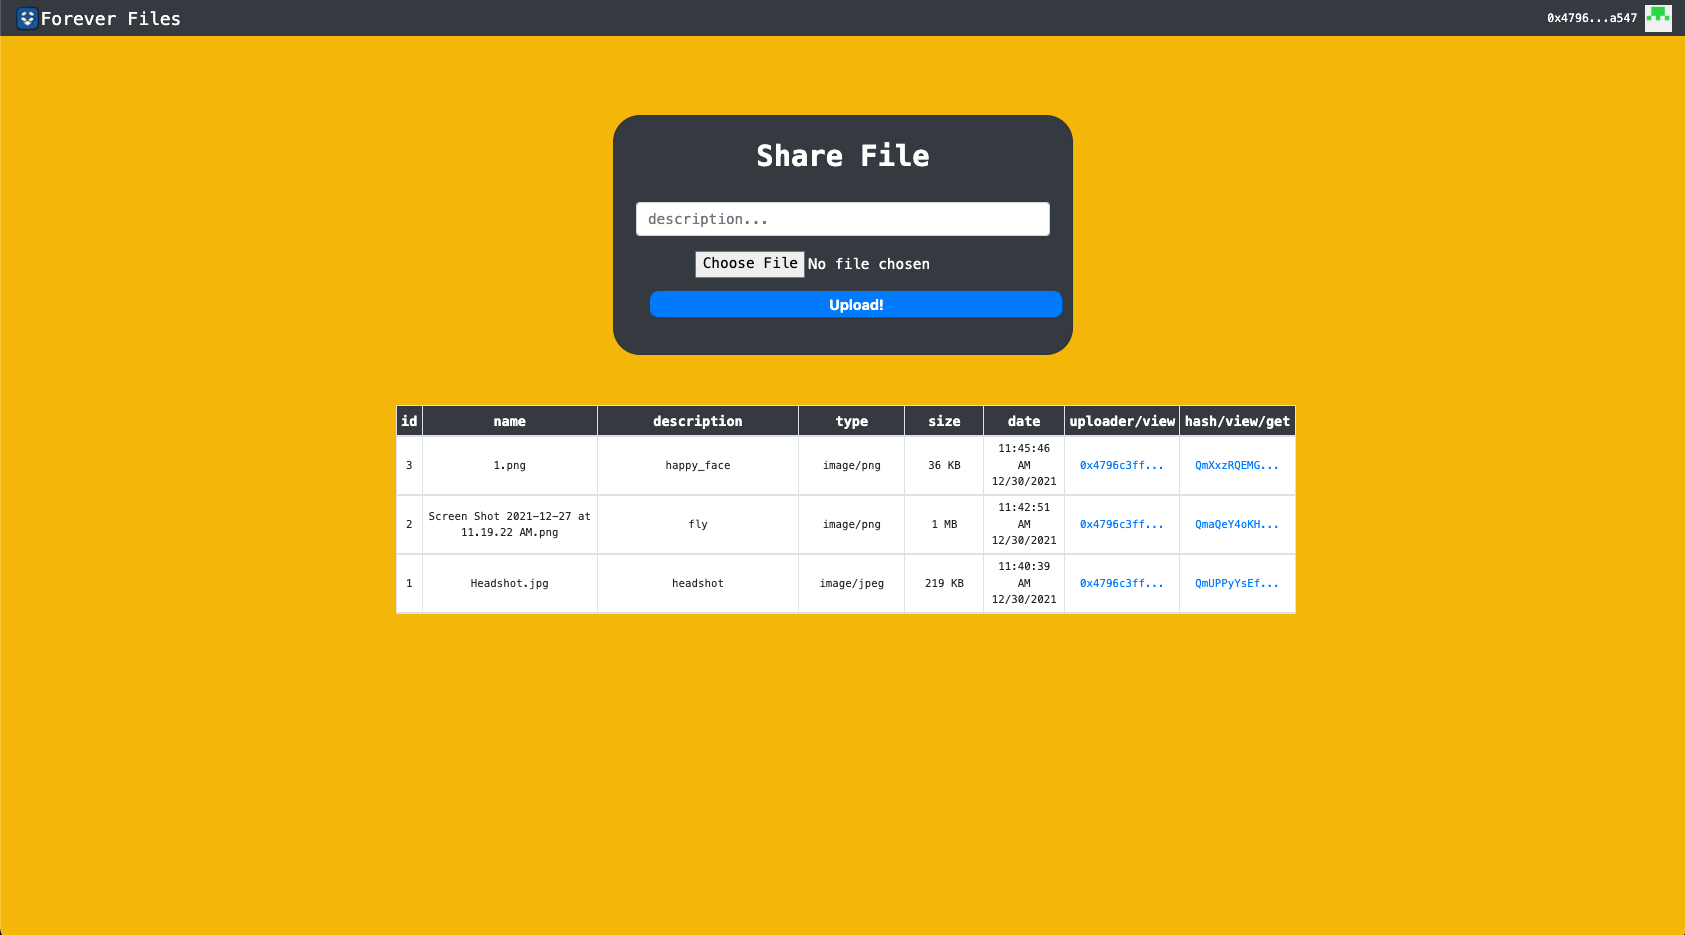 Forever Files
0x4796...a547
Share File
description...
Choose File No file chosen
Upload!
id name description type size date uploader/view hash/view/get
3 1.png happy_face image/png 36 KB 11:45:46 AM 12/30/2021 0x4796c3ff... QmXxzRQEMG...
2 Screen Shot 2021-12-27 at 11.19.22 AM.png fly image/png 1 MB 11:42:51 AM 12/30/2021 0x4796c3ff... QmaQeY4oKH...
1 Headshot.jpg headshot image/jpeg 219 KB 11:40:39 AM 12/30/2021 0x4796c3ff... QmUPPyYsEf...